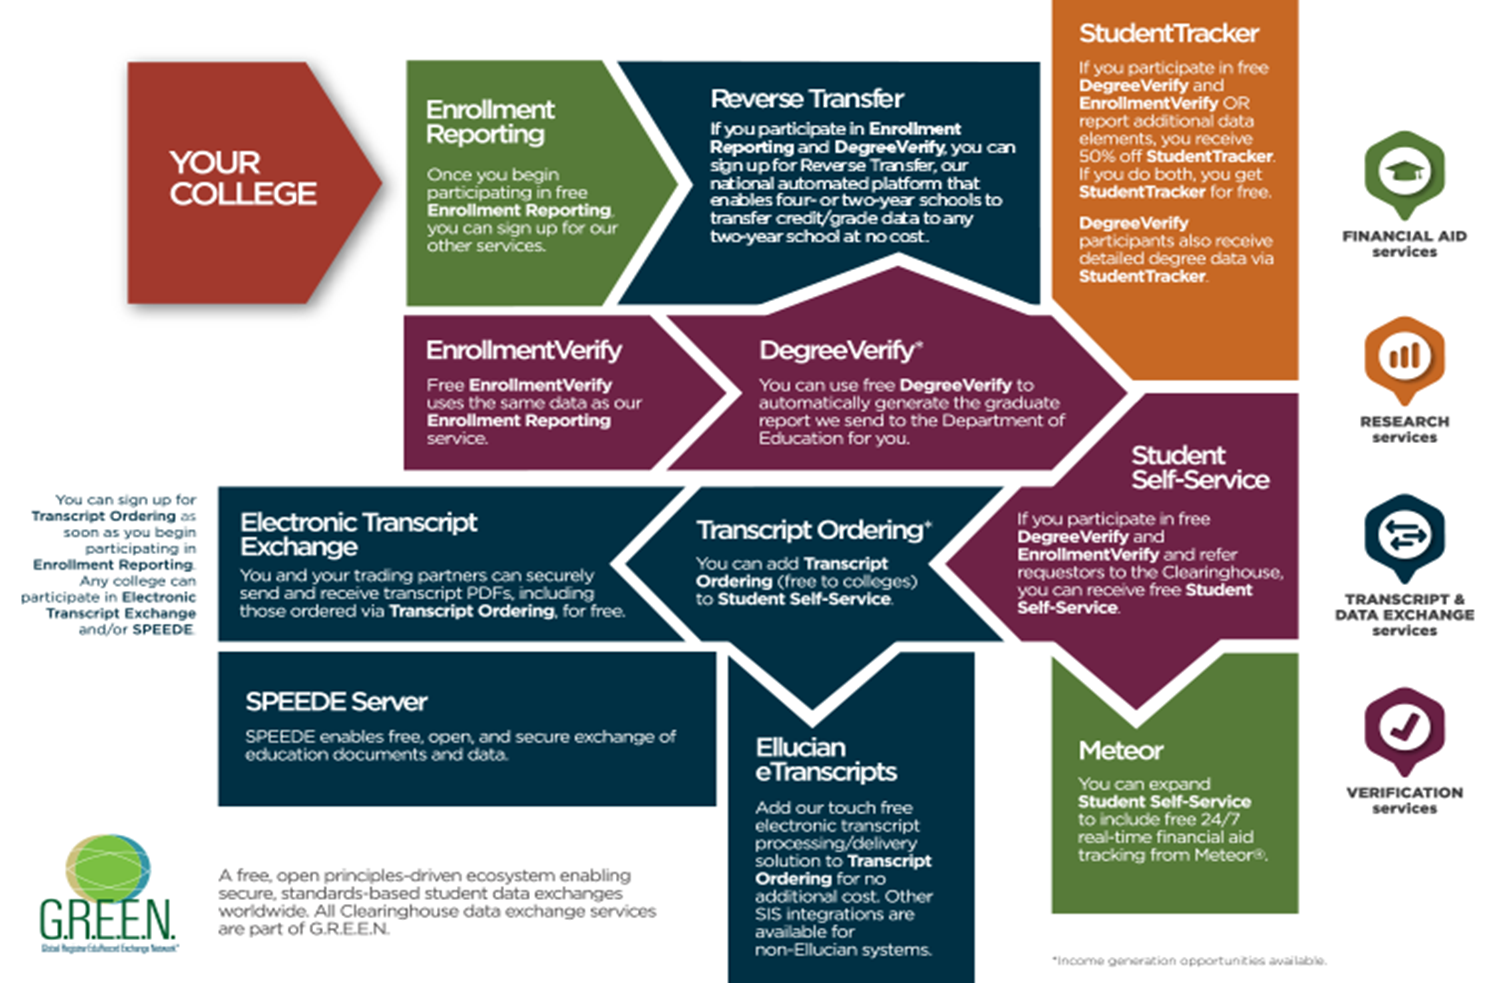 YOUR
COLLEGE
Enrollment
Reporting
Once you begin
participating in free
Enrollment Reporting,
you can sign up for our
other services.
Reverse Transfer
If you participate in Enrollment
Reporting and DegreeVerify, you can
sign up for Reverse Transfer, our
national automated platform that
enables four- or two-year schools to
transfer credit/grade data to any
two-year school at no cost.
StudentTracker
If you participate in free
DegreeVerify and
EnrollmentVerify OR
report additional data
elements, you receive
50% off StudentTracker.
If you do both, you get
StudentTracker for free.
DegreeVerify
participants also receive
detailed degree data via
StudentTracker.
EnrollmentVerify
Free EnrollmentVerify
uses the same data as our
Enrollment Reporting
service.
DegreeVerify*
You can use free DegreeVerify to
automatically generate the graduate
report we send to the Department of
Education for you.
Student
Self-Service
If you participate in free
DegreeVerify and
EnrollmentVerify and refer
requestors to the Clearinghouse,
you can receive free Student
Self-Service.
Transcript Ordering*
You can add Transcript
Ordering (free to colleges)
to Student Self-Service.
Electronic Transcript
Exchange
You and your trading partners can securely
send and receive transcript PDFs, including
those ordered via Transcript Ordering, for free.
You can sign up for
Transcript Ordering as
soon as you begin
participating in
Enrollment Reporting.
Any college can
participate in Electronic
Transcript Exchange
and/or SPEEDE.
SPEEDE Server
SPEEDE enables free, open, and secure exchange of
education documents and data.
Ellucian
eTranscripts
Add our touch free
electronic transcript
processing/delivery
solution to Transcript
Ordering for no
additional cost. Other
SIS integrations are
available for
non-Ellucian systems.
Meteor
You can expand
Student Self-Service
to include free 24/7
real-time financial aid
tracking from Meteor®.
FINANCIAL AID
services
RESEARCH
services
TRANSCRIPT &
DATA EXCHANGE
services
VERIFICATION
services
G.R.E.E.N.
Global Registrar EduRecord Exchange Network™
A free, open principles-driven ecosystem enabling
secure, standards-based student data exchanges
worldwide. All Clearinghouse data exchange services
are part of G.R.E.E.N.
*Income generation opportunities available.